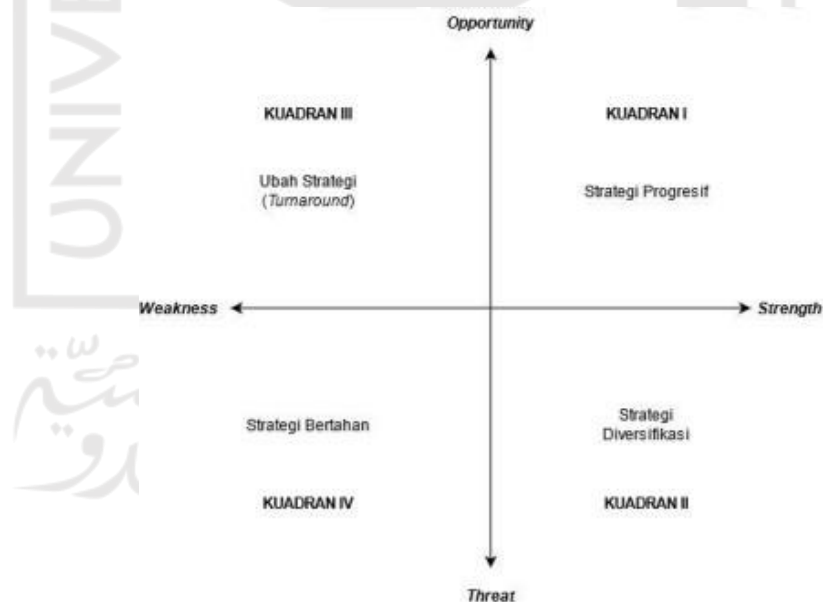 Opportunity
KUADRAN III
KUADRAN I
Ubah Strategi
(Turnaround)
Strategi Progresif
Weakness
Strength
Strategi Bertahan
Strategi
Diversifikasi
KUADRAN IV
KUADRAN II
Threat
UNIV